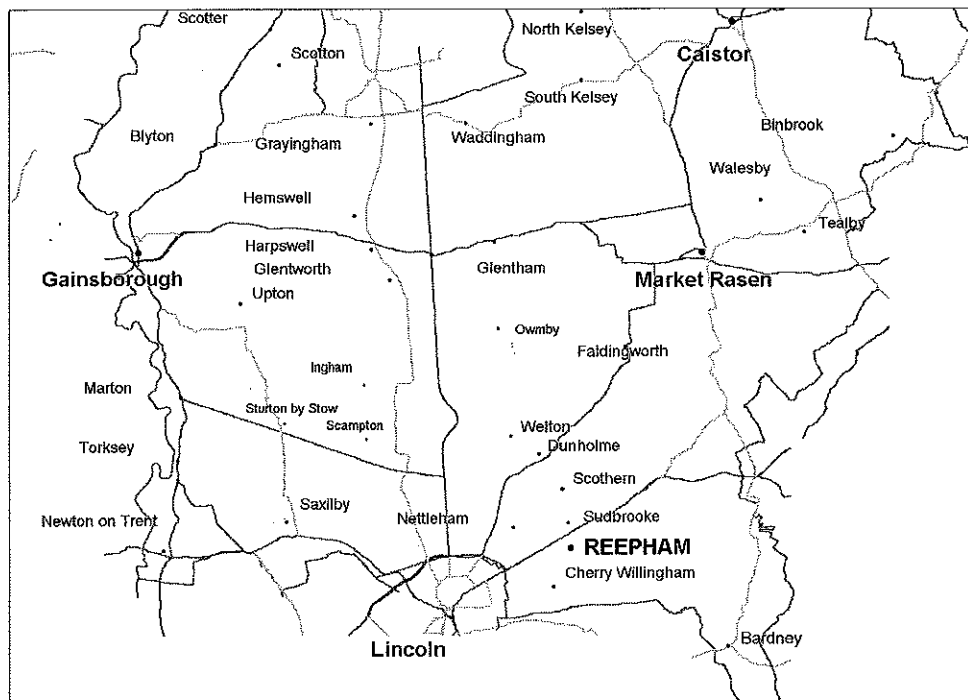 Scotter
North Kelsey
Scotton
Caistor
South Kelsey
Blyton
Grayingham
Waddingham
Binbrook
Walesby
Hemswell
Tealby
Harpswell
Glentworth
Glentham
Gainsborough
Market Rasen
Upton
Ownby
Faldingworth
Ingham
Marton
Sturton by Stow
Scampton
Welton
Dunholme
Torksey
Scothern
Saxilby
Nettleham
Sudbrooke
Newton on Trent
REEPHAM
Cherry Willingham
Bardney
Lincoln